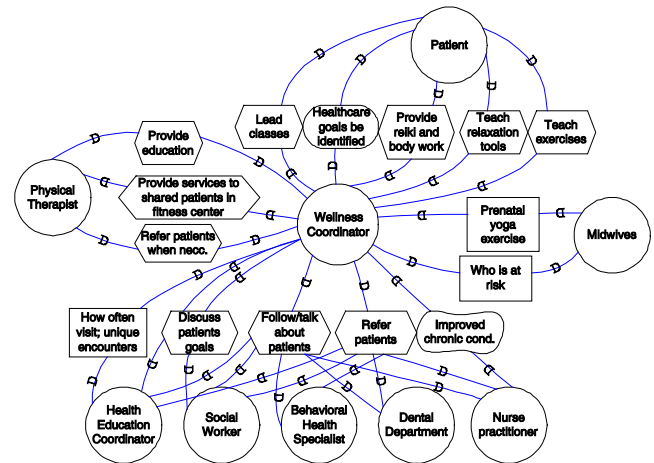 Patient
Lead
classes
Healthcare
goals be
identified
Provide
reiki and
body work
Teach
relaxation
tools
Teach
exercises
Provide
education
Physical
Therapist
Provide services to
shared patients in
fitness center
Refer patients
when necc.
Wellness
Coordinator
Prenatal
yoga
exercise
Midwives
Who is at
risk
How often
visit; unique
encounters
Discuss
patients
goals
Follow/talk
about
patients
Refer
patients
Improved
chronic cond.
Health
Education
Coordinator
Social
Worker
Behavioral
Health
Specialist
Dental
Department
Nurse
practitioner